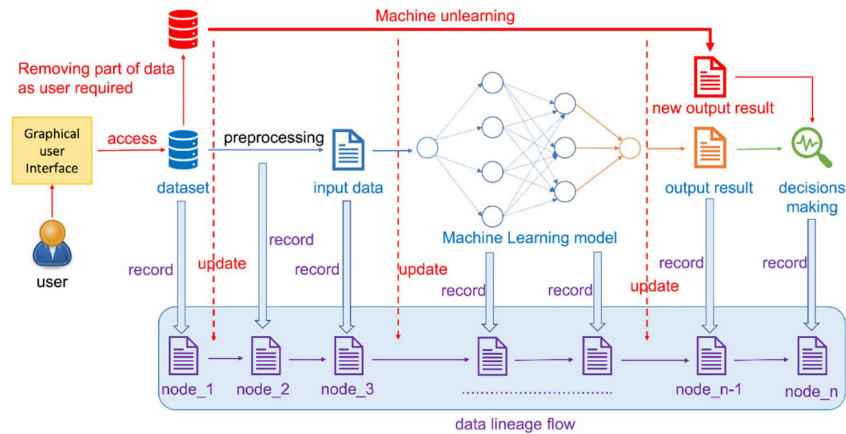 Machine unlearning
Removing part of data
as user required
new output result
Graphical
user
Interface
access
preprocessing
dataset
input data
output result
decisions
making
Machine Learning model
user
record
update
record
record
update
record
record
record
update
record
node_1
node_2
node_3
node_n-1
node_n
data lineage flow